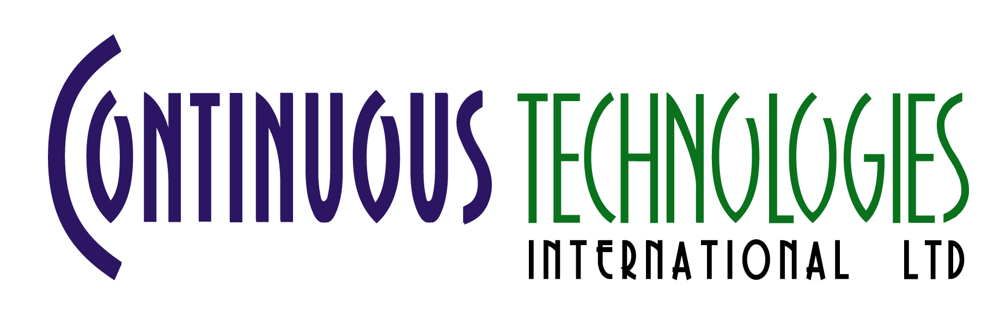 CONTINUOUS TECHNOLOGIES
INTERNATIONAL LTD